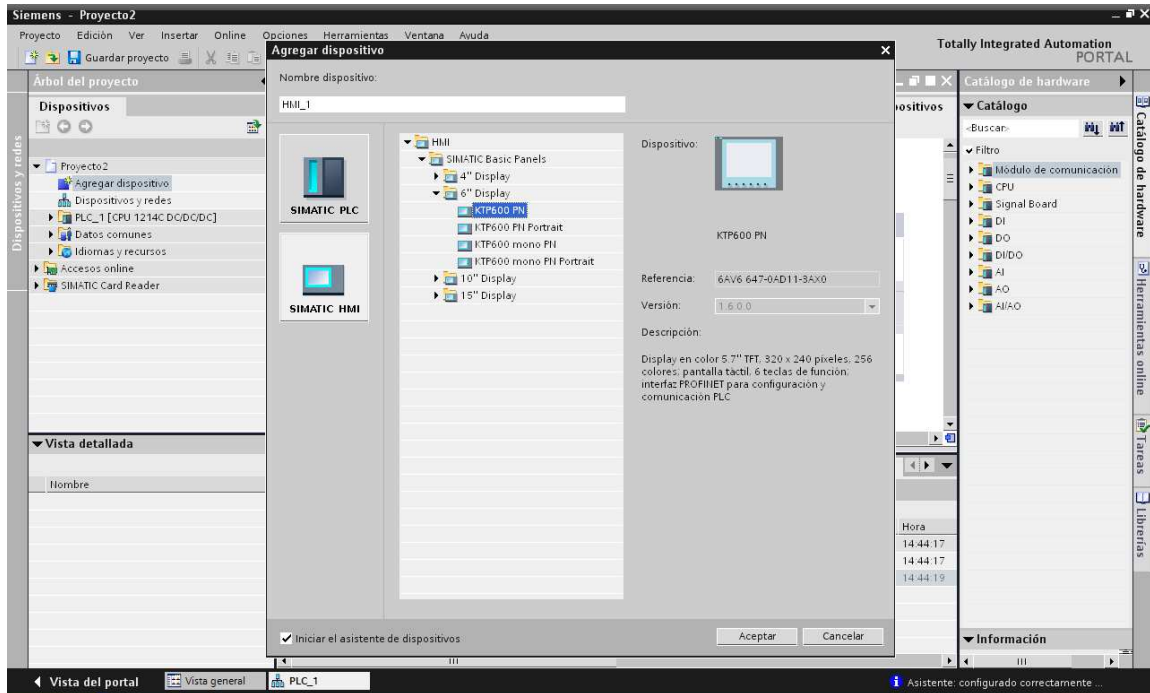 Siemens - Proyecto2
Proyecto Edición Ver Insertar Online Opciones Herramientas Ventana Ayuda
Totally Integrated Automation
PORTAL
Guardar proyecto
Árbol del proyecto
Dispositivos
Dispositivos y redes
Proyecto2
Agregar dispositivo
Dispositivos y redes
PLC_1 [CPU 1214C DC/DC/DC]
Datos comunes
Idiomas y recursos
Accesos online
SIMATIC Card Reader
Vista detallada
Nombre
Agregar dispositivo
Nombre dispositivo:
HMI_1
SIMATIC PLC
SIMATIC HMI
HMI
SIMATIC Basic Panels
4" Display
6" Display
KTP600 PN
KTP600 PN Portrait
KTP600 mono PN
KTP600 mono PN Portrait
10" Display
15" Display
Dispositivo:
KTP600 PN
Referencia: 6AV6 647-0AD11-3AX0
Versión: 1.6.0.0
Descripción:
Display en color 5.7" TFT, 320 x 240 píxeles, 256
colores; pantalla táctil, 6 teclas de función;
interfaz PROFINET para configuración y
comunicación PLC
Iniciar el asistente de dispositivos
Aceptar
Cancelar
ositivos
Hora
14:44:17
14:44:17
14:44:19
Catálogo de hardware
Catálogo
<Buscar>
Filtro
Módulo de comunicación
CPU
Signal Board
DI
DO
DI/DO
AI
AO
AI/AO
Información
Catálogo de hardware
Herramientas online
Tareas
Librerías
Vista del portal
Vista general
PLC_1
Asistente: configurado correctamente ...